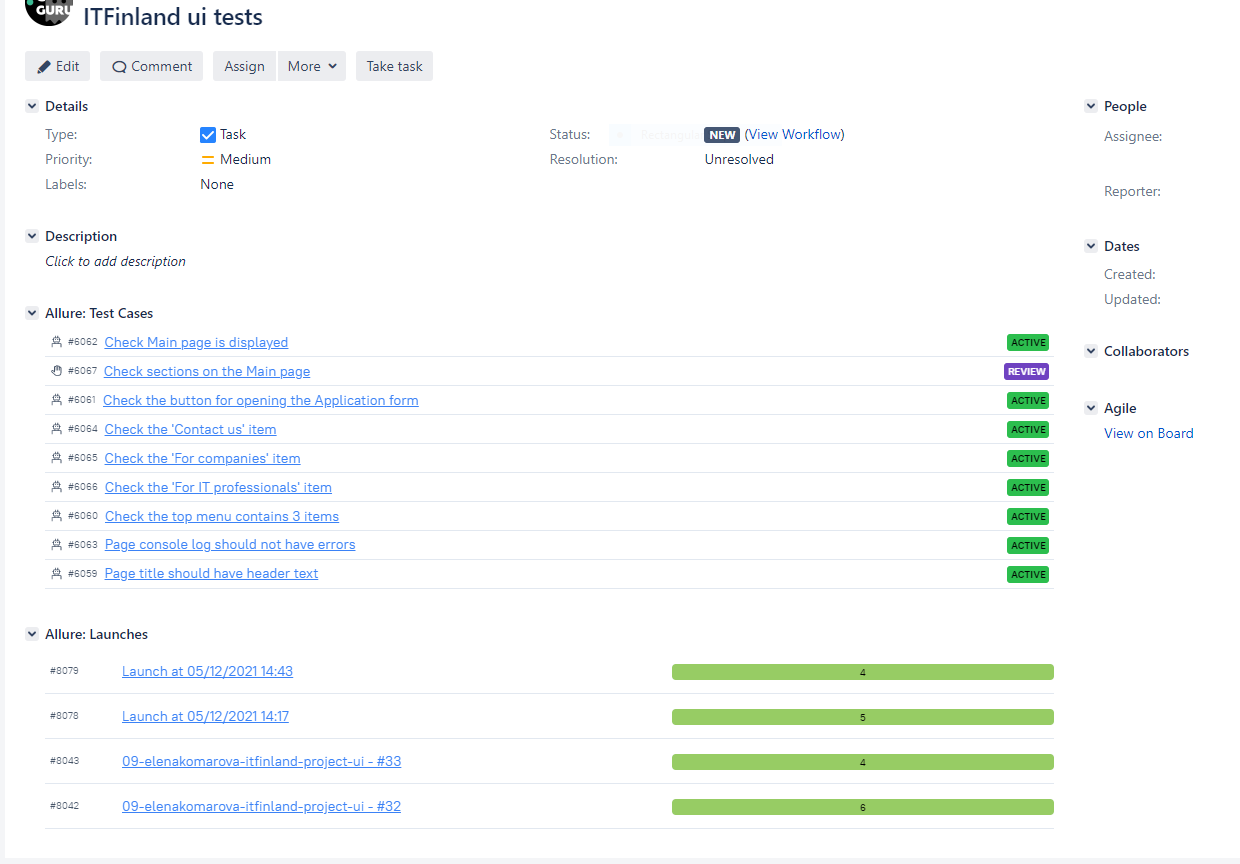 GURU
ITFinland ui tests
Edit
Comment
Assign
More
Take task
Details
Type: Task
Status: NEW (View Workflow)
Priority: Medium
Resolution: Unresolved
Labels: None
Description
Click to add description
Allure: Test Cases
#6062 Check Main page is displayed ACTIVE
#6067 Check sections on the Main page REVIEW
#6061 Check the button for opening the Application form ACTIVE
#6064 Check the 'Contact us' item ACTIVE
#6065 Check the 'For companies' item ACTIVE
#6066 Check the 'For IT professionals' item ACTIVE
#6060 Check the top menu contains 3 items ACTIVE
#6063 Page console log should not have errors ACTIVE
#6059 Page title should have header text ACTIVE
Allure: Launches
#8079 Launch at 05/12/2021 14:43 4
#8078 Launch at 05/12/2021 14:17 5
#8043 09-elenakomarova-itfinland-project-ui - #33 4
#8042 09-elenakomarova-itfinland-project-ui - #32 6
People
Assignee:
Reporter:
Dates
Created:
Updated:
Collaborators
Agile
View on Board